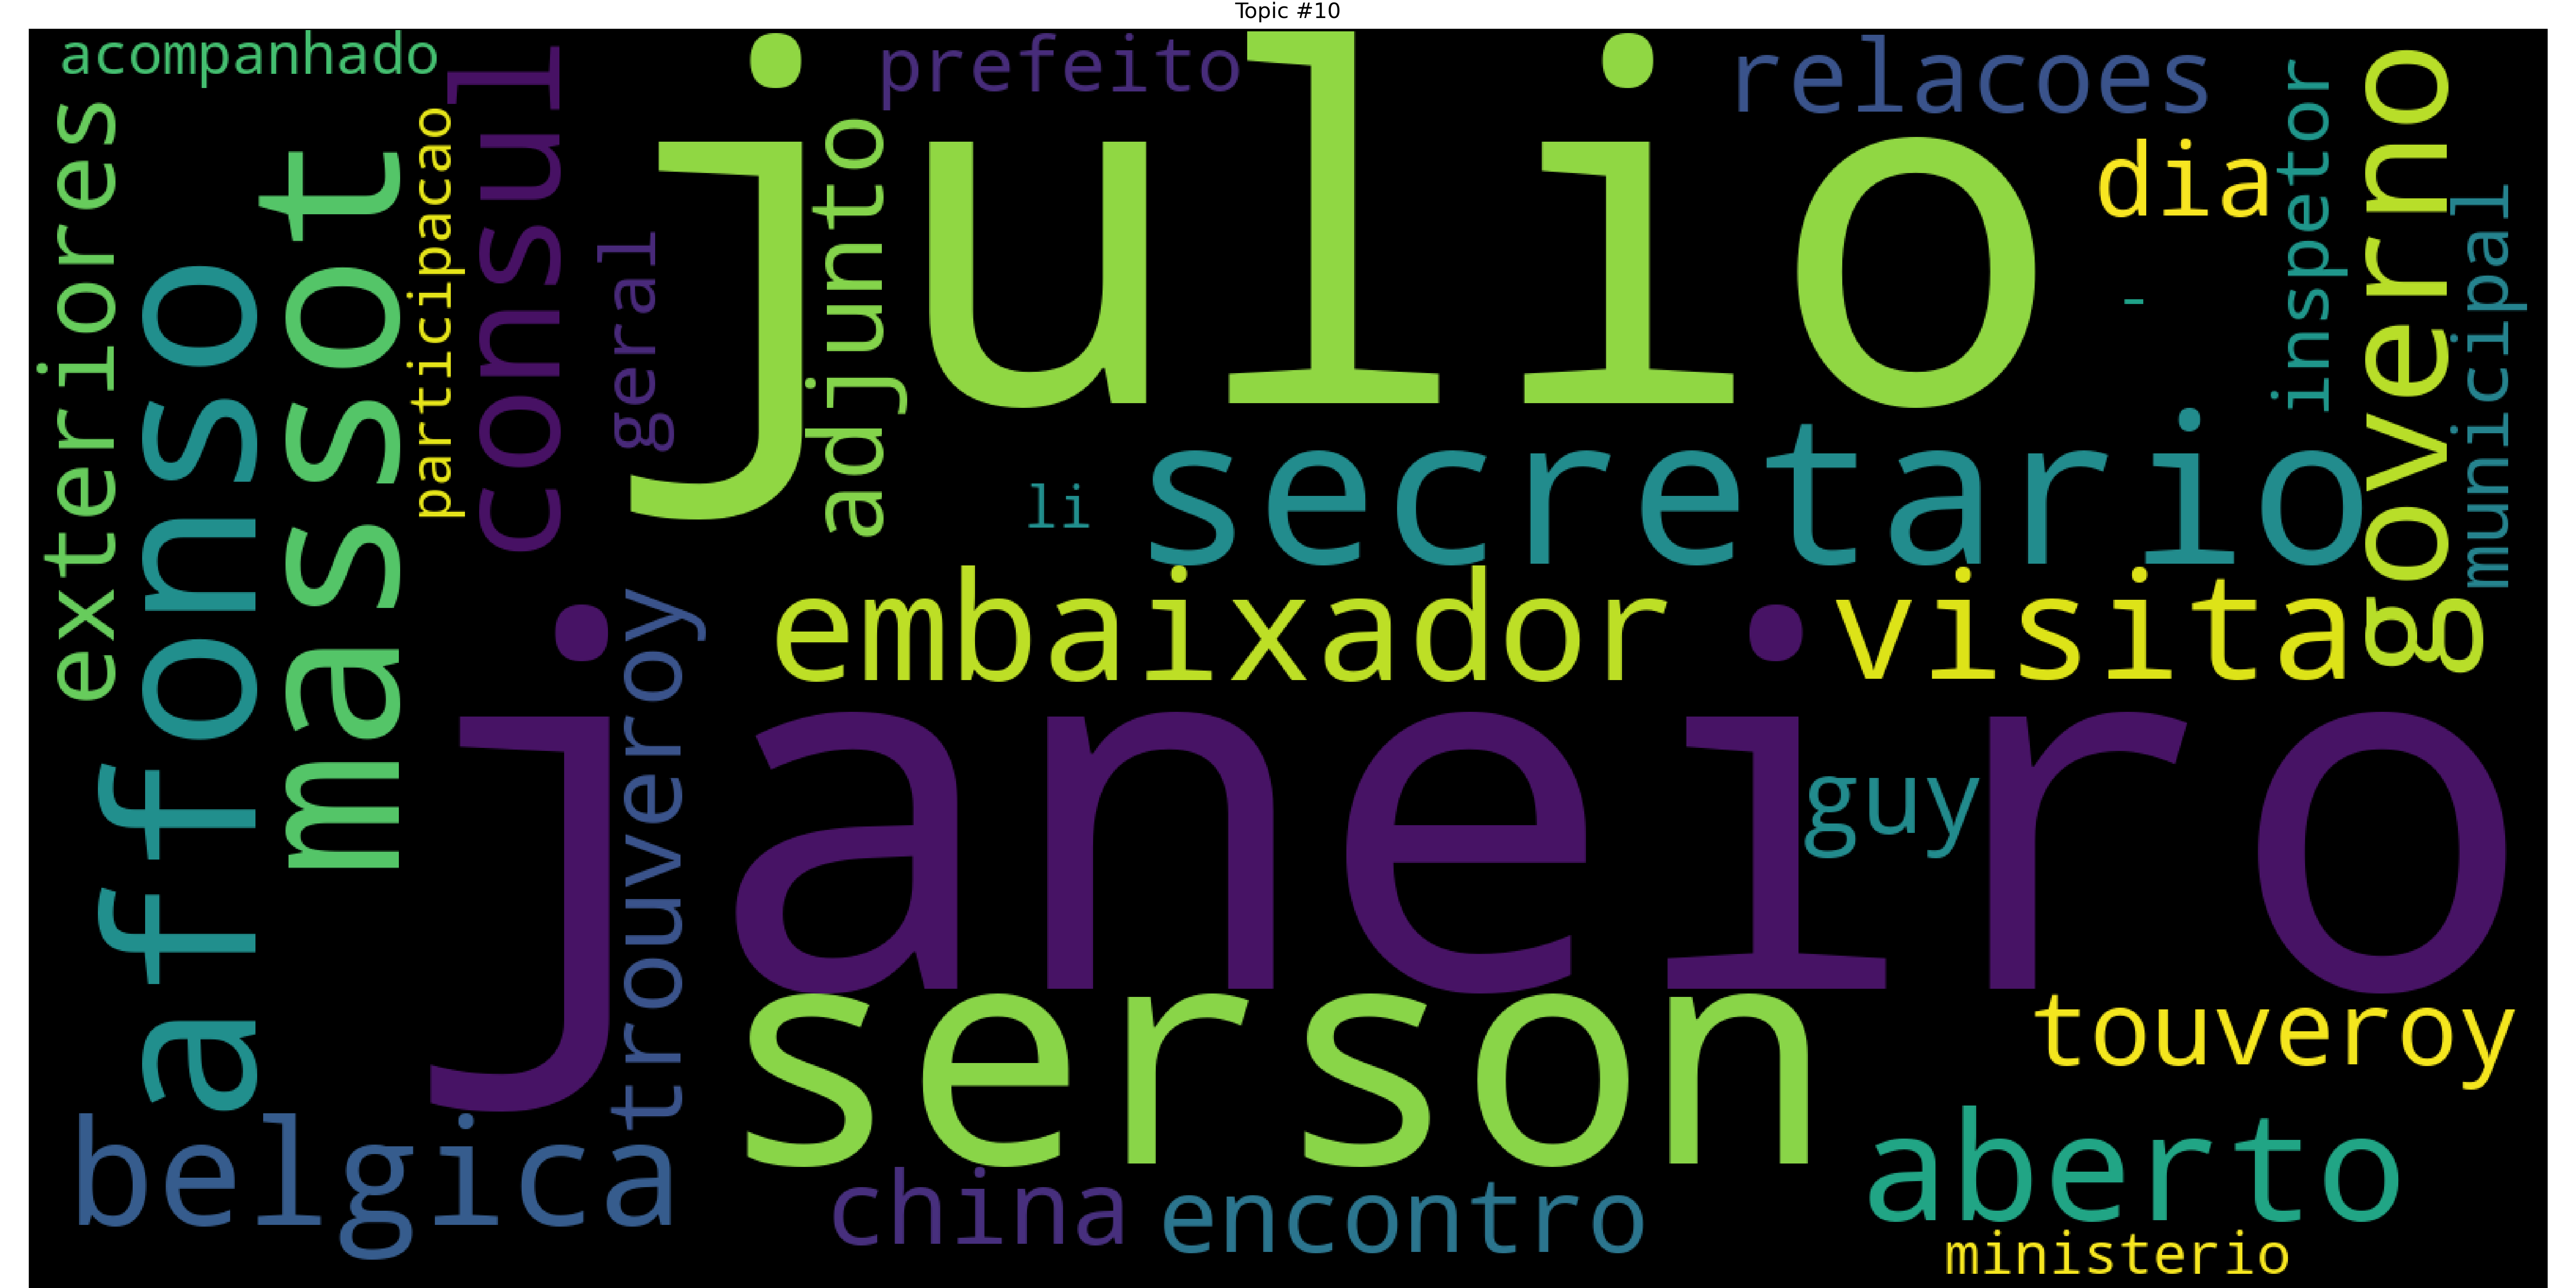 Topic #10
acompanhado
prefeito
relacoes
exteriores
affonso
massot
participacao
consul
geral
julio
adjunto
dia
-
inspetor
governo
municipal
li
secretario
embaixador
visita
trouveroy
janeiro
guy
serson
touveroy
belgica
china
encontro
aberto
ministerio